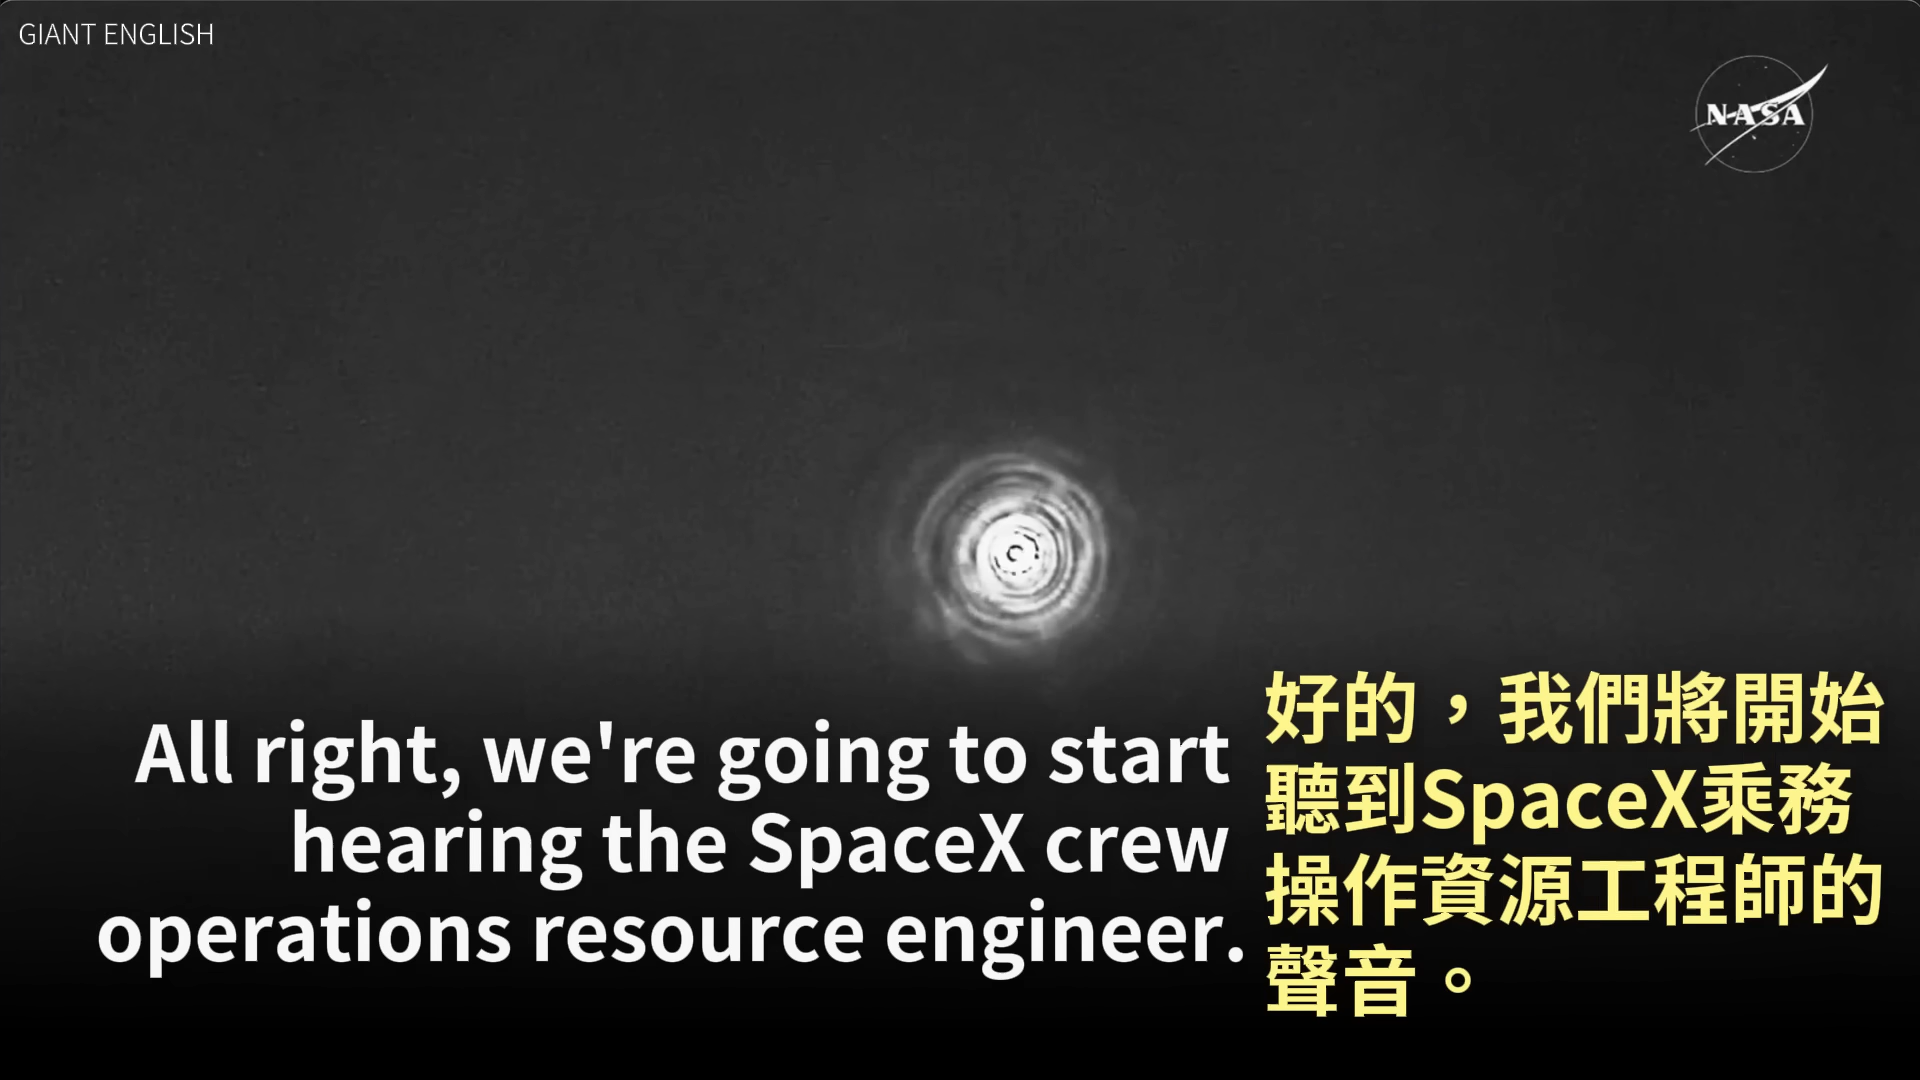 GIANT ENGLISH
NASA
All right, we're going to start
hearing the SpaceX crew
operations resource engineer.
好的，我們將開始
聽到SpaceX乘務
操作資源工程師的
聲音。